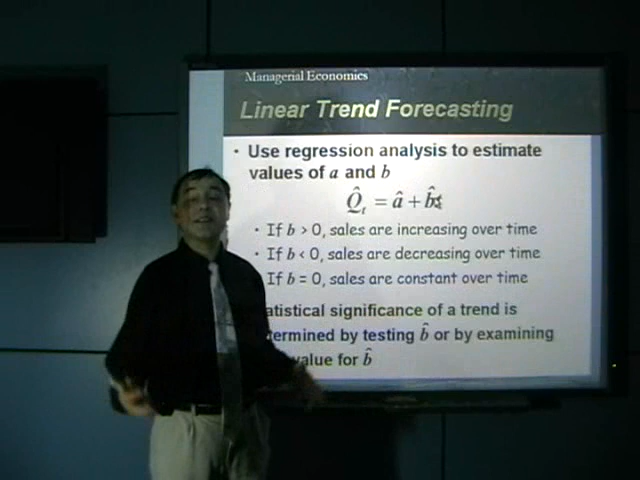 Managerial Economics
Linear Trend Forecasting
• Use regression analysis to estimate
values of a and b
Q̂t = â + b̂t
• If b > 0, sales are increasing over time
• If b < 0, sales are decreasing over time
If b = 0, sales are constant over time
atistical significance of a trend is
ermined by testing b̂ or by examining
value for b̂